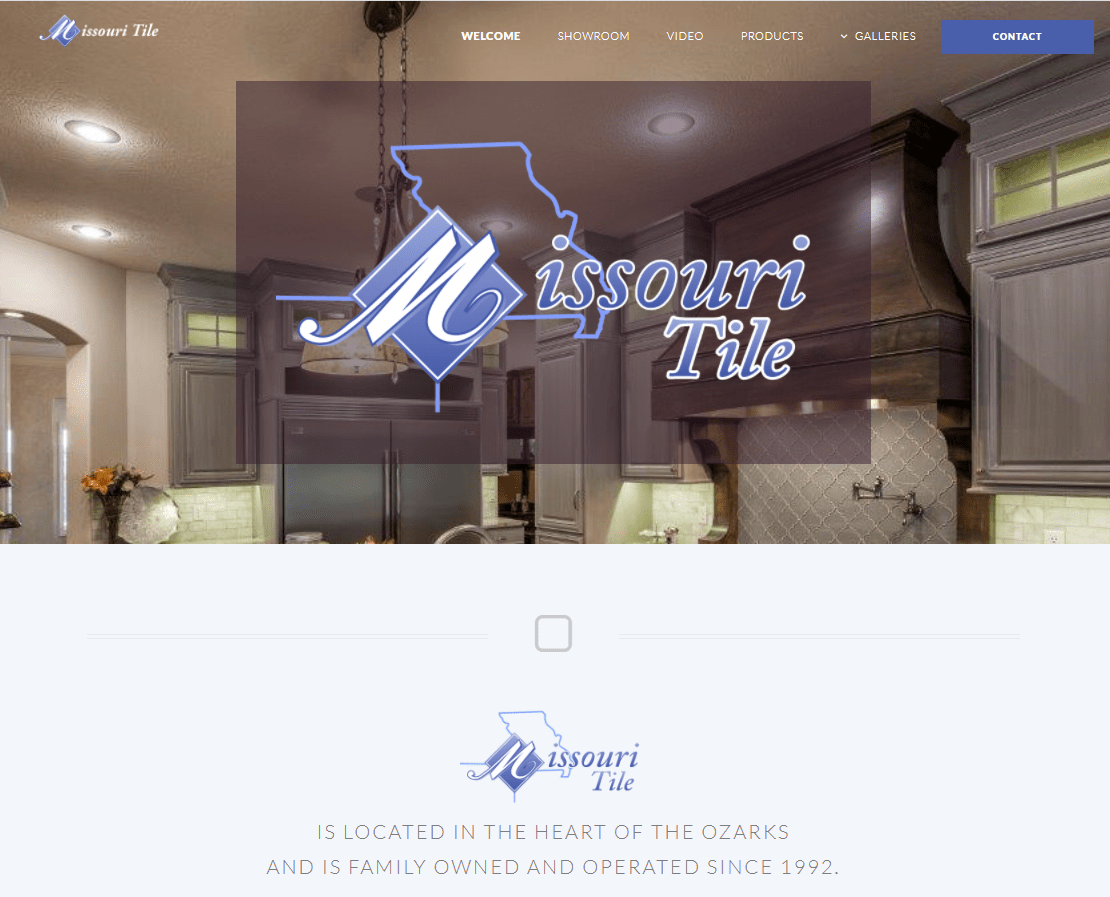 Missouri Tile
WELCOME
SHOWROOM
VIDEO
PRODUCTS
GALLERIES
CONTACT
Missouri
Tile
Missouri
Tile
IS LOCATED IN THE HEART OF THE OZARKS
AND IS FAMILY OWNED AND OPERATED SINCE 1992.